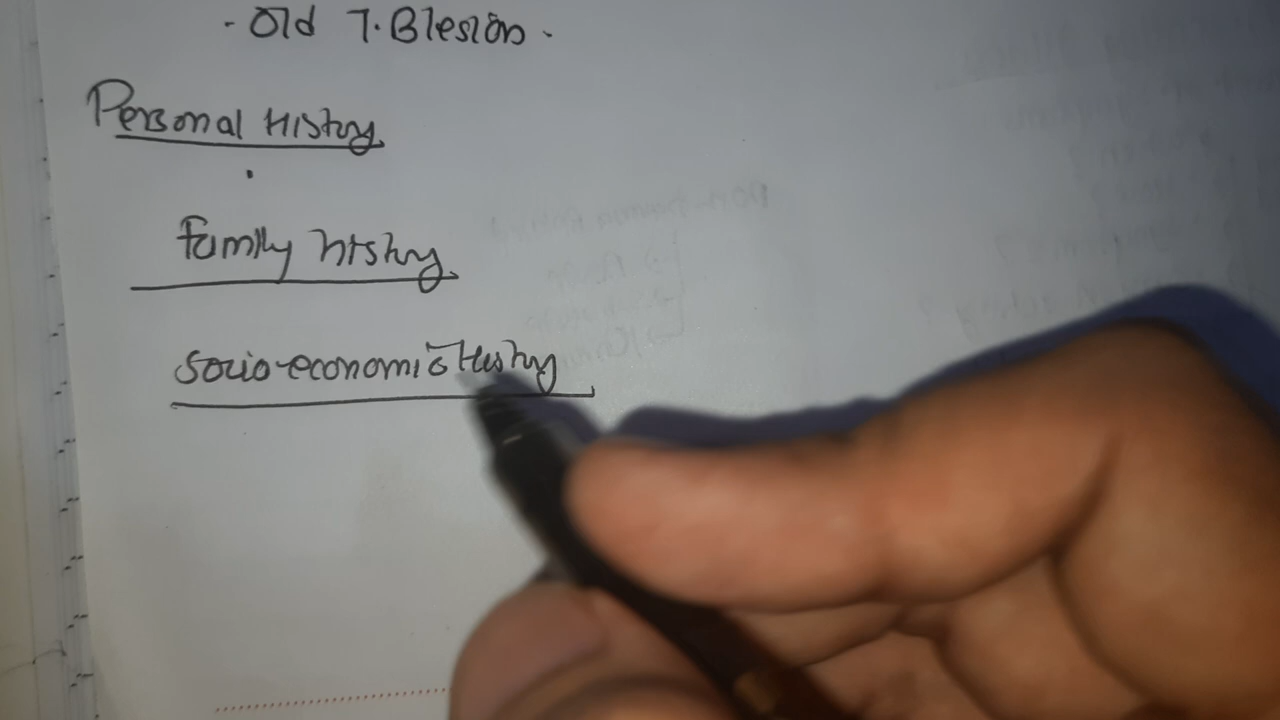 - Old T.Blesion -
Personal History
family history
Socio-economic History